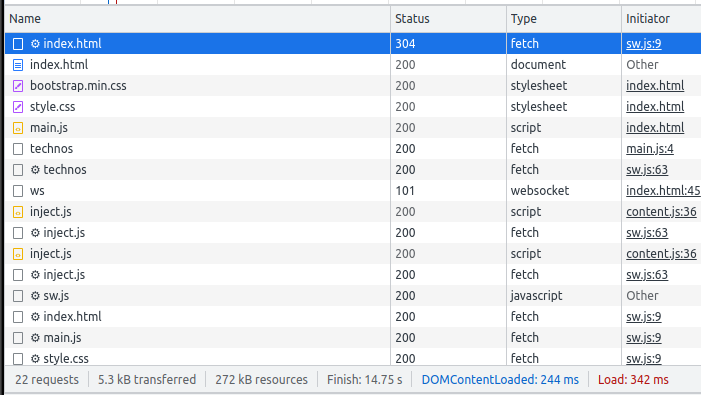 Name Status Type Initiator
index.html 304 fetch sw.js:9
index.html 200 document Other
bootstrap.min.css 200 stylesheet index.html
style.css 200 stylesheet index.html
main.js 200 script index.html
technos 200 fetch main.js:4
technos 200 fetch sw.js:63
ws 101 websocket index.html:45
inject.js 200 script content.js:36
inject.js 200 fetch sw.js:63
inject.js 200 script content.js:36
inject.js 200 fetch sw.js:63
sw.js 200 javascript Other
index.html 200 fetch sw.js:9
main.js 200 fetch sw.js:9
style.css 200 fetch sw.js:9
22 requests 5.3 kB transferred 272 kB resources Finish: 14.75 s DOMContentLoaded: 244 ms Load: 342 ms